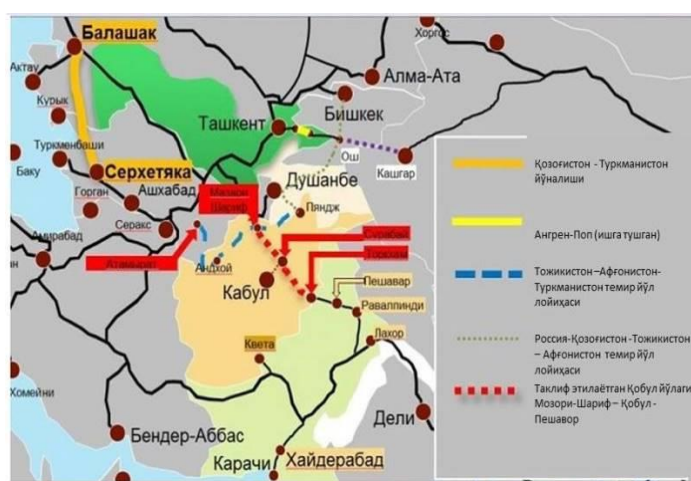 Балашак
Хоргос
Актау
Курык
Алма-Ата
Бишкек
Ташкент
Туркменбаши
Баку
Серхетяка
Ош
Кашгар
Горган
Ашхабад
Душанбе
Мазари
Шариф
Пяндж
Серакс
Амирабад
Сурабай
Торкхам
Атамырат
Андхой
Кабул
Пешавар
Равалпинди
Лахор
Квета
Хомейни
Дели
Бендер-Аббас
Карачи
Хайдерабад
Қозоғистон - Туркманистон
йўналиши
Ангрен-Поп (ишга тушган)
Тожикистон –Афғонистон-
Туркманистон темир йўл
лойиҳаси
Россия-Қозоғистон -Тожикистон
– Афғонистон темир йўл
лойиҳаси
Таклиф этилаётган Қобул йўлаги
Мозори-Шариф – Қобул -
Пешавор